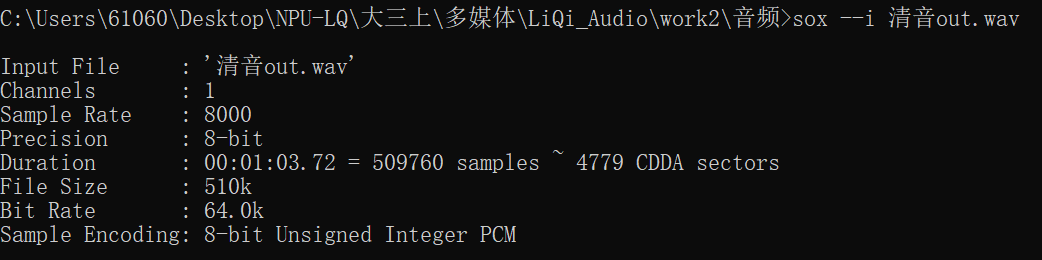 C:\Users\61060\Desktop\NPU-LQ\大三上\多媒体\LiQi_Audio\work2\音频>sox --i 清音out.wav
Input File     : '清音out.wav'
Channels       : 1
Sample Rate    : 8000
Precision      : 8-bit
Duration       : 00:01:03.72 = 509760 samples ~ 4779 CDDA sectors
File Size      : 510k
Bit Rate       : 64.0k
Sample Encoding: 8-bit Unsigned Integer PCM